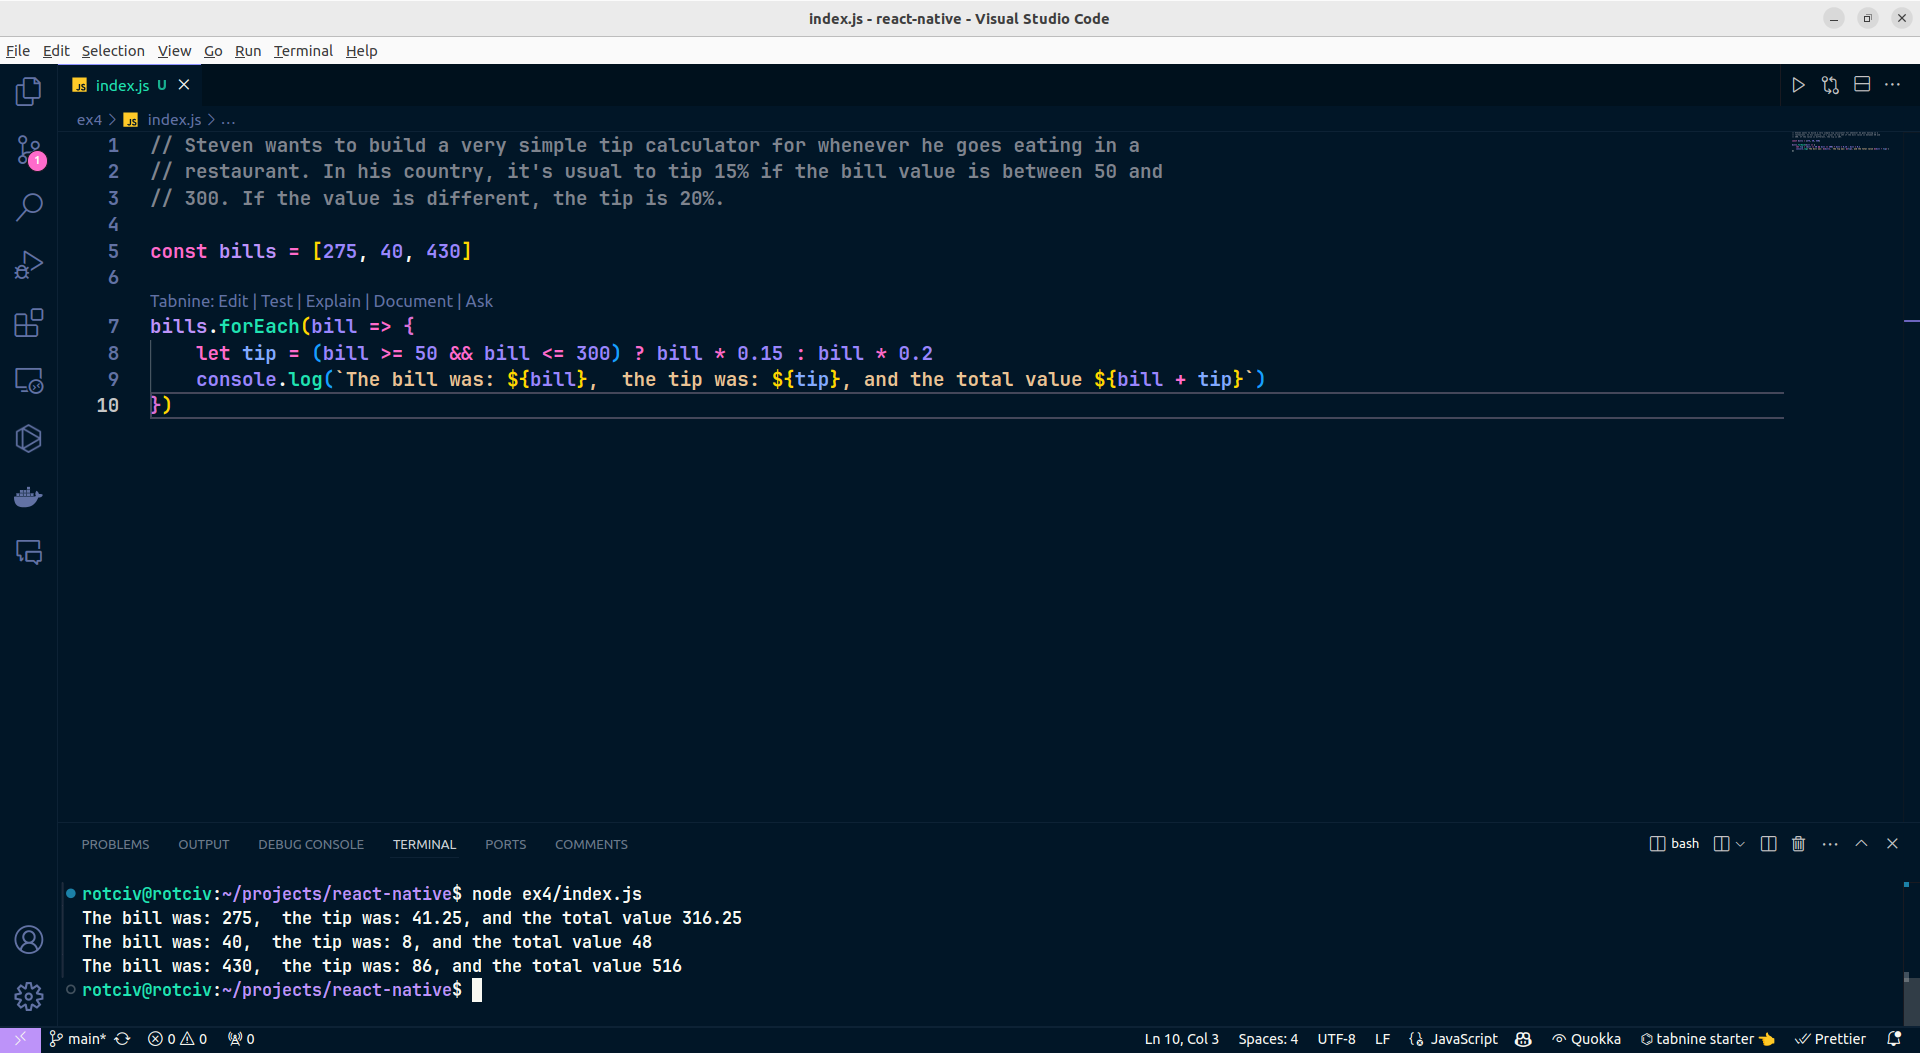 index.js - react-native - Visual Studio Code
File Edit Selection View Go Run Terminal Help
JS index.js U
ex4 > JS index.js > ...
1 // Steven wants to build a very simple tip calculator for whenever he goes eating in a
2 // restaurant. In his country, it's usual to tip 15% if the bill value is between 50 and
3 // 300. If the value is different, the tip is 20%.
4
5 const bills = [275, 40, 430]
6
Tabnine: Edit | Test | Explain | Document | Ask
7 bills.forEach(bill => {
8     let tip = (bill >= 50 && bill <= 300) ? bill * 0.15 : bill * 0.2
9     console.log(`The bill was: ${bill},  the tip was: ${tip}, and the total value ${bill + tip}`)
10 })
1
PROBLEMS OUTPUT DEBUG CONSOLE TERMINAL PORTS COMMENTS bash
rotciv@rotciv:~/projects/react-native$ node ex4/index.js
The bill was: 275,  the tip was: 41.25, and the total value 316.25
The bill was: 40,  the tip was: 8, and the total value 48
The bill was: 430,  the tip was: 86, and the total value 516
rotciv@rotciv:~/projects/react-native$
main* 0 0 0 Ln 10, Col 3 Spaces: 4 UTF-8 LF {} JavaScript Quokka tabnine starter Prettier